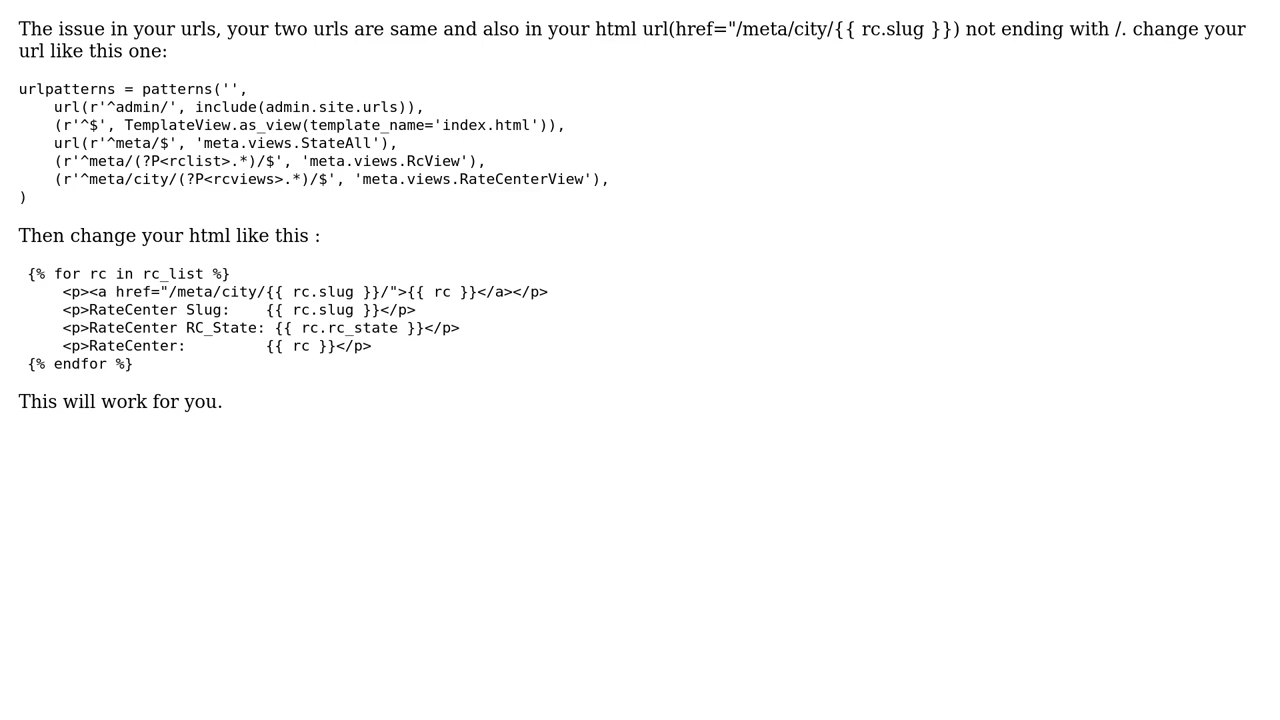 The issue in your urls, your two urls are same and also in your html url(href="/meta/city/{{ rc.slug }}) not ending with /. change your
url like this one:
urlpatterns = patterns('',
    url(r'^admin/', include(admin.site.urls)),
    (r'^$', TemplateView.as_view(template_name='index.html')),
    url(r'^meta/$', 'meta.views.StateAll'),
    (r'^meta/(?P<rclist>.*)/$', 'meta.views.RcView'),
    (r'^meta/city/(?P<rcviews>.*)/$', 'meta.views.RateCenterView'),
)
Then change your html like this :
 {% for rc in rc_list %}
     <p><a href="/meta/city/{{ rc.slug }}/">{{ rc }}</a></p>
     <p>RateCenter Slug:    {{ rc.slug }}</p>
     <p>RateCenter RC_State: {{ rc.rc_state }}</p>
     <p>RateCenter:         {{ rc }}</p>
 {% endfor %}
This will work for you.